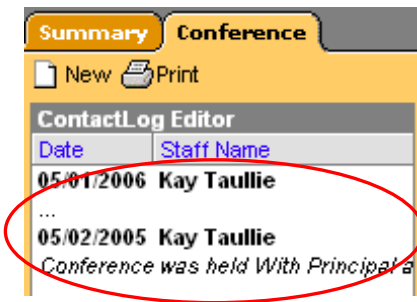 Summary Conference
New Print
ContactLog Editor
Date Staff Name
05/01/2006 Kay Taullie
...
05/02/2005 Kay Taullie
Conference was held With Principal a